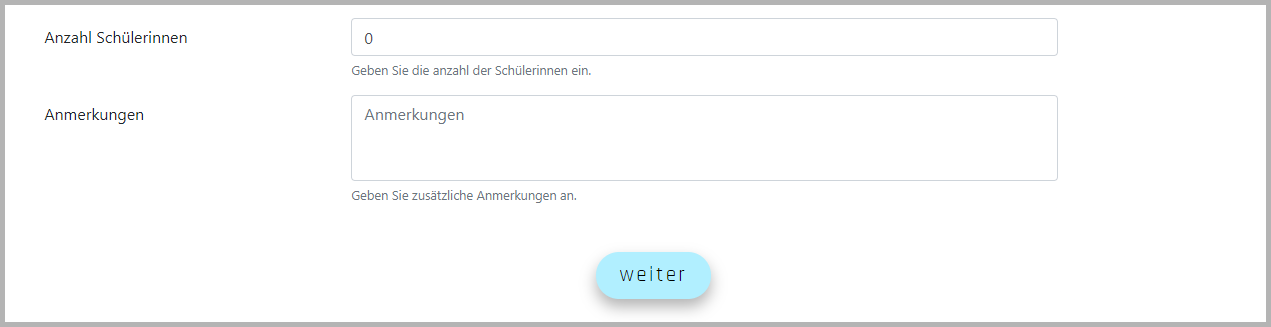 Anzahl Schülerinnen
0
Geben Sie die anzahl der Schülerinnen ein.
Anmerkungen
Anmerkungen
Geben Sie zusätzliche Anmerkungen an.
weiter